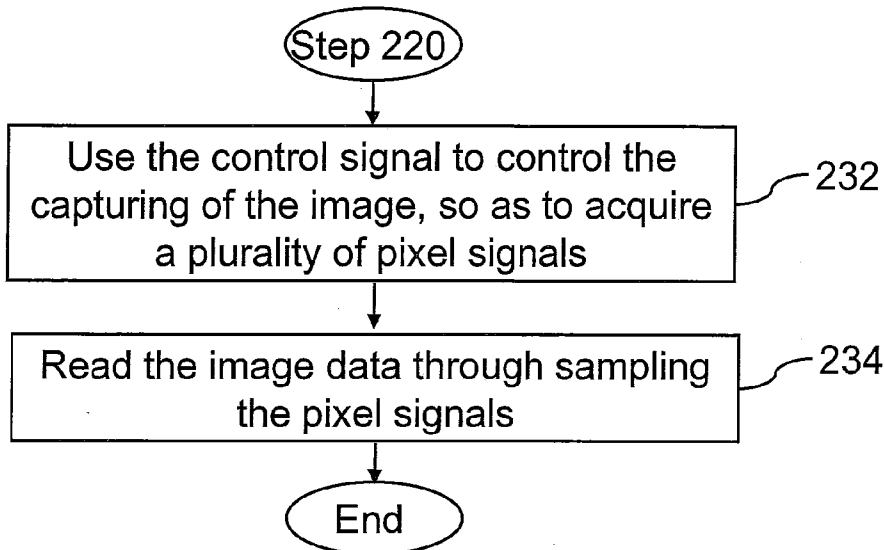 Step 220
Use the control signal to control the
capturing of the image, so as to acquire
a plurality of pixel signals
232
Read the image data through sampling
the pixel signals
234
End